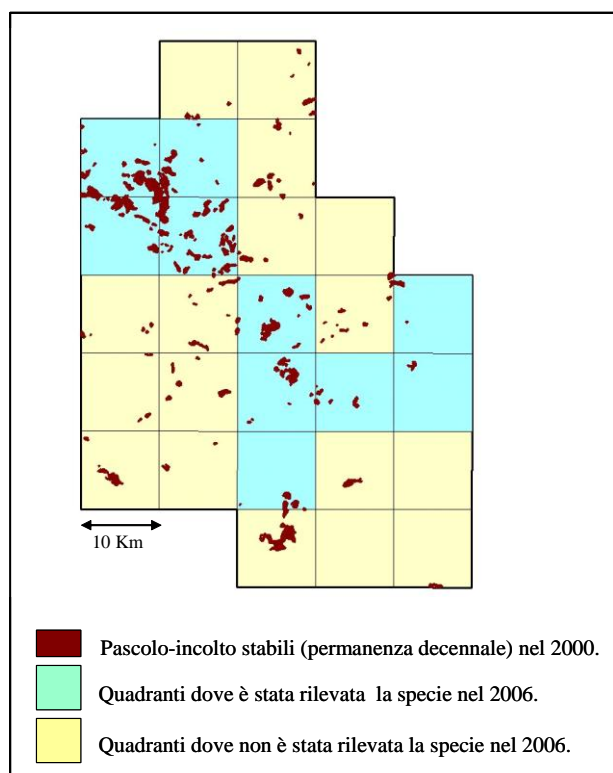 10 Km
Pascolo-incolto stabili (permanenza decennale) nel 2000.
Quadranti dove è stata rilevata la specie nel 2006.
Quadranti dove non è stata rilevata la specie nel 2006.